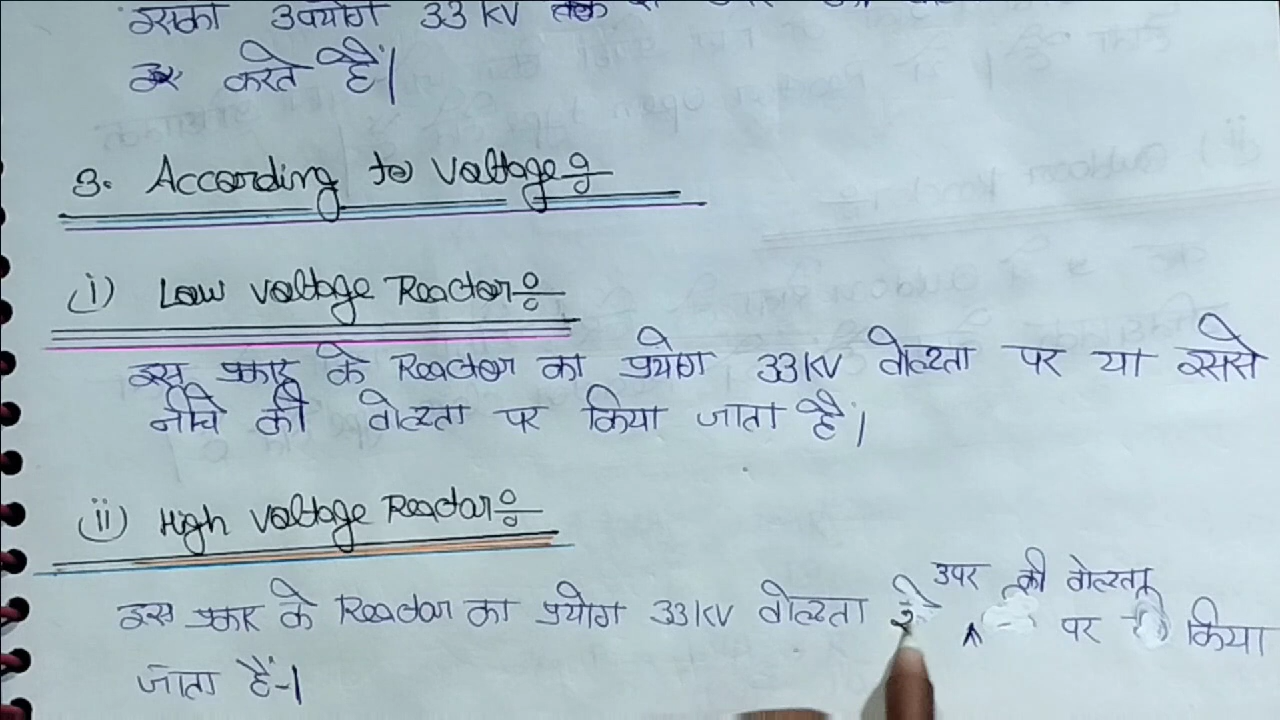 इसका उपयोग 33 KV तक
करते हैं।
3. According to Voltage :-
(i) Low Voltage Reactor :-
इस प्रकार के Reactor का प्रयोग 33KV वोल्टता पर या इससे
नीचे की वोल्टता पर किया जाता है।
(ii) High Voltage Reactor :-
इस प्रकार के Reactor का प्रयोग 33KV वोल्टता से उपर की वोल्टता पर किया
जाता हैं।